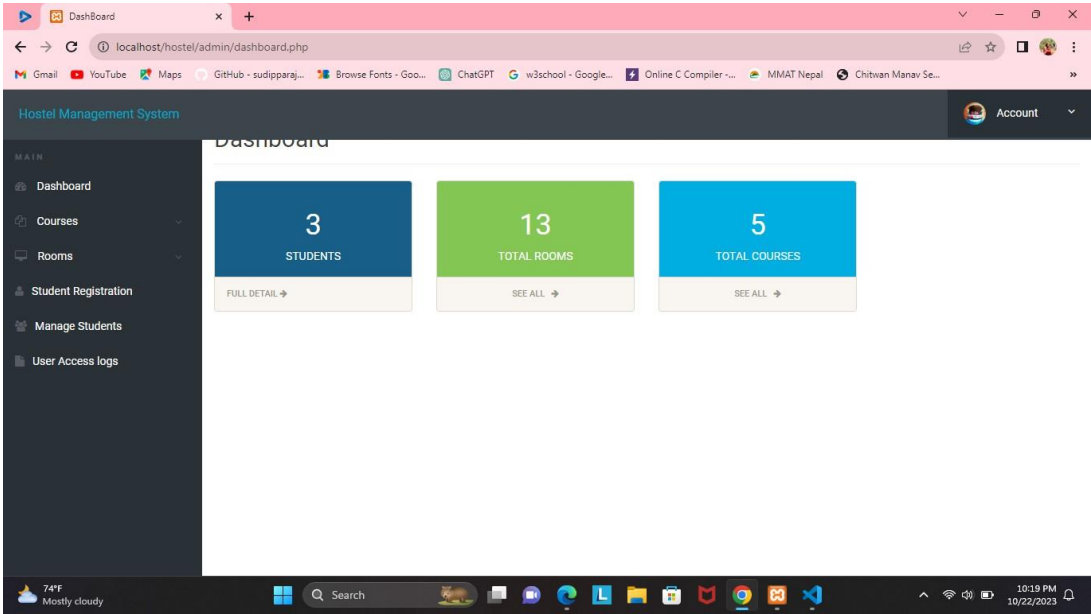 DashBoard
localhost/hostel/admin/dashboard.php
Gmail YouTube Maps GitHub - sudipparaj... Browse Fonts - Goo... ChatGPT w3school - Google... Online C Compiler -... MMAT Nepal Chitwan Manav Se... »
Hostel Management System
Account
MAIN
Dashboard
Courses
Rooms
Student Registration
Manage Students
User Access logs
Dashboard
3
STUDENTS
FULL DETAIL
13
TOTAL ROOMS
SEE ALL
5
TOTAL COURSES
SEE ALL
74°F
Mostly cloudy
Search
L
10:19 PM
10/22/2023